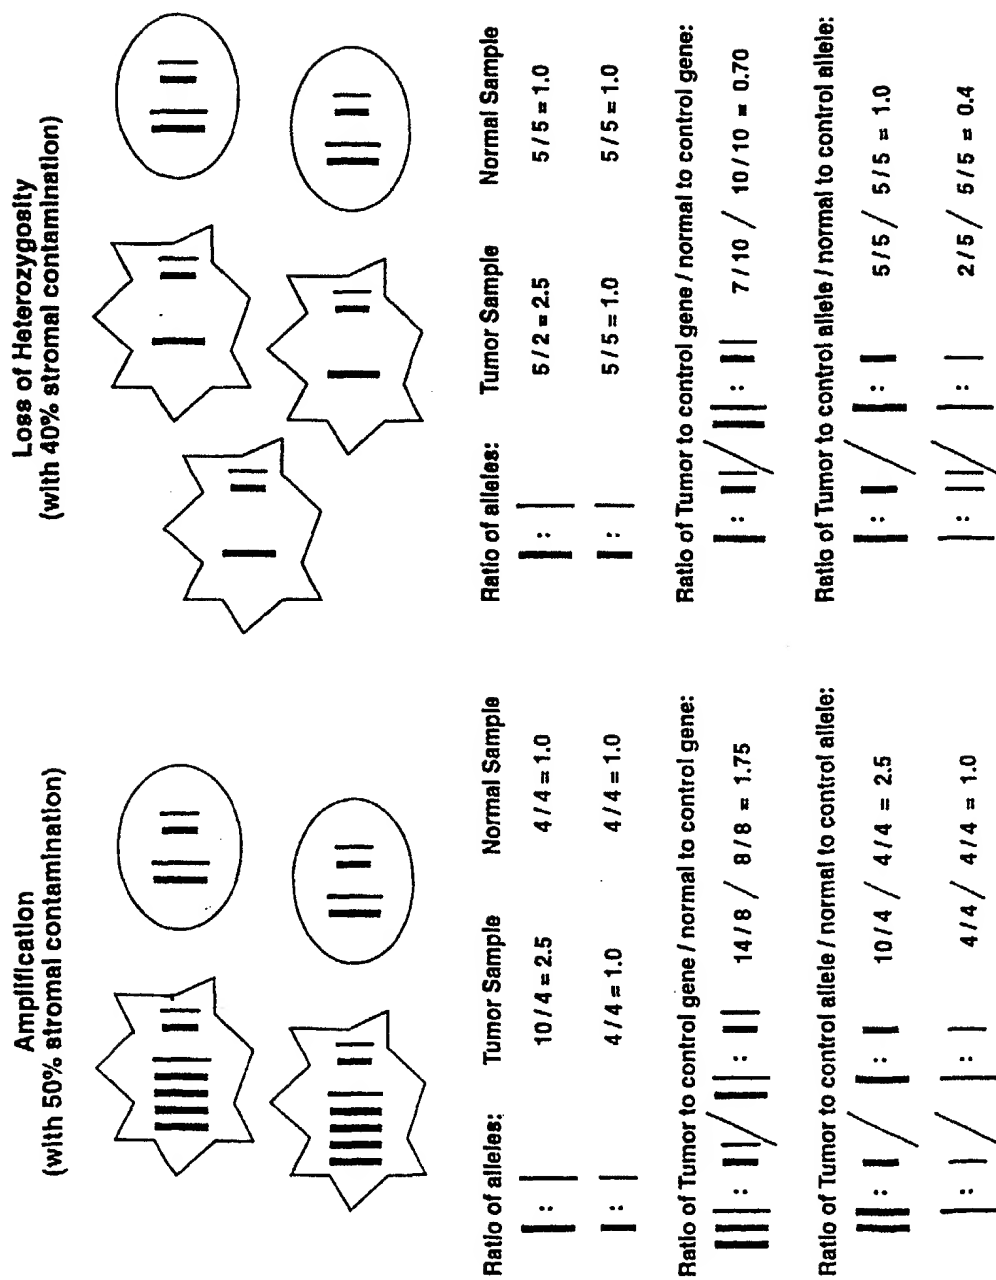 Amplification
(with 50% stromal contamination)
Ratio of alleles:
Tumor Sample
Normal Sample
:
10 / 4 = 2.5
4 / 4 = 1.0
:
4 / 4 = 1.0
4 / 4 = 1.0
Ratio of Tumor to control gene / normal to control gene:
: / :
14 / 8 / 8 / 8 = 1.75
Ratio of Tumor to control allele / normal to control allele:
: / :
10 / 4 / 4 / 4 = 2.5
: / :
4 / 4 / 4 / 4 = 1.0
Loss of Heterozygosity
(with 40% stromal contamination)
Ratio of alleles:
Tumor Sample
Normal Sample
:
5 / 2 = 2.5
5 / 5 = 1.0
:
5 / 5 = 1.0
5 / 5 = 1.0
Ratio of Tumor to control gene / normal to control gene:
: / :
7 / 10 / 10 / 10 = 0.70
Ratio of Tumor to control allele / normal to control allele:
: / :
5 / 5 / 5 / 5 = 1.0
: / :
2 / 5 / 5 / 5 = 0.4